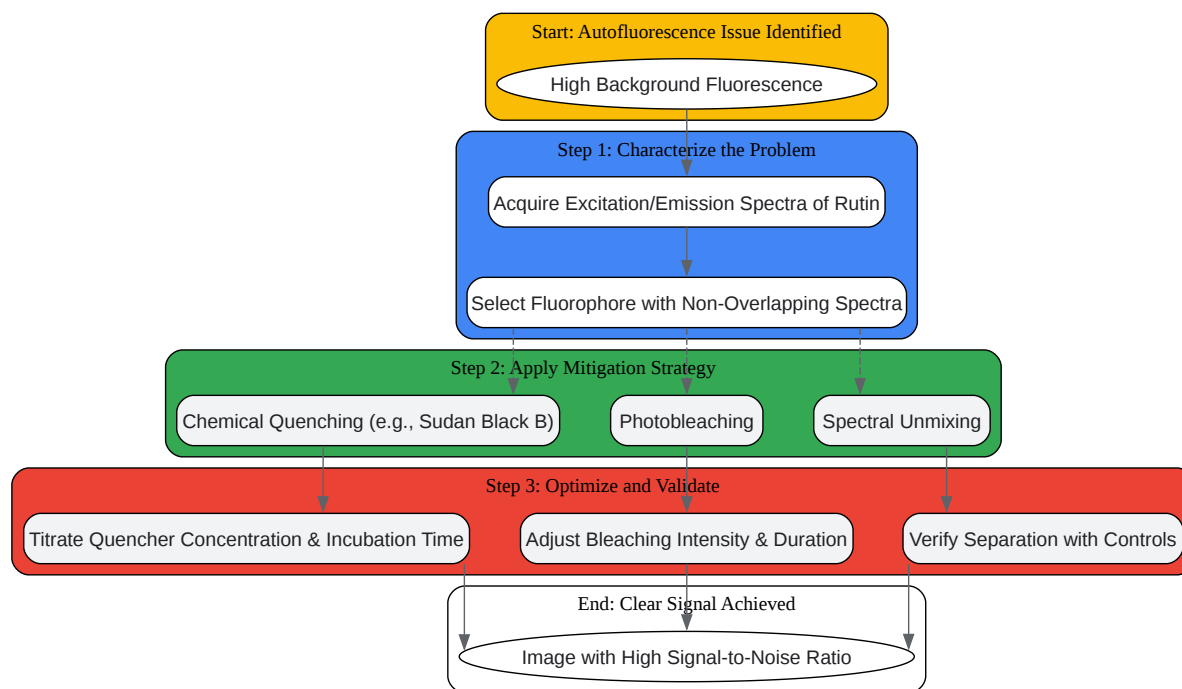 Start: Autofluorescence Issue Identified
High Background Fluorescence
Step 1: Characterize the Problem
Acquire Excitation/Emission Spectra of Rutin
Select Fluorophore with Non-Overlapping Spectra
Step 2: Apply Mitigation Strategy
Chemical Quenching (e.g., Sudan Black B)
Photobleaching
Spectral Unmixing
Step 3: Optimize and Validate
Titrate Quencher Concentration & Incubation Time
Adjust Bleaching Intensity & Duration
Verify Separation with Controls
End: Clear Signal Achieved
Image with High Signal-to-Noise Ratio